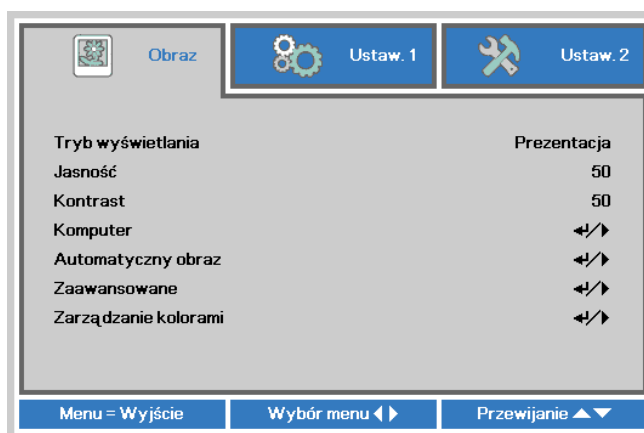 Obraz Ustaw. 1 Ustaw. 2
Tryb wyświetlania Prezentacja
Jasność 50
Kontrast 50
Komputer
Automatyczny obraz
Zaawansowane
Zarządzanie kolorami
Menu = Wyjście Wybór menu Przewijanie